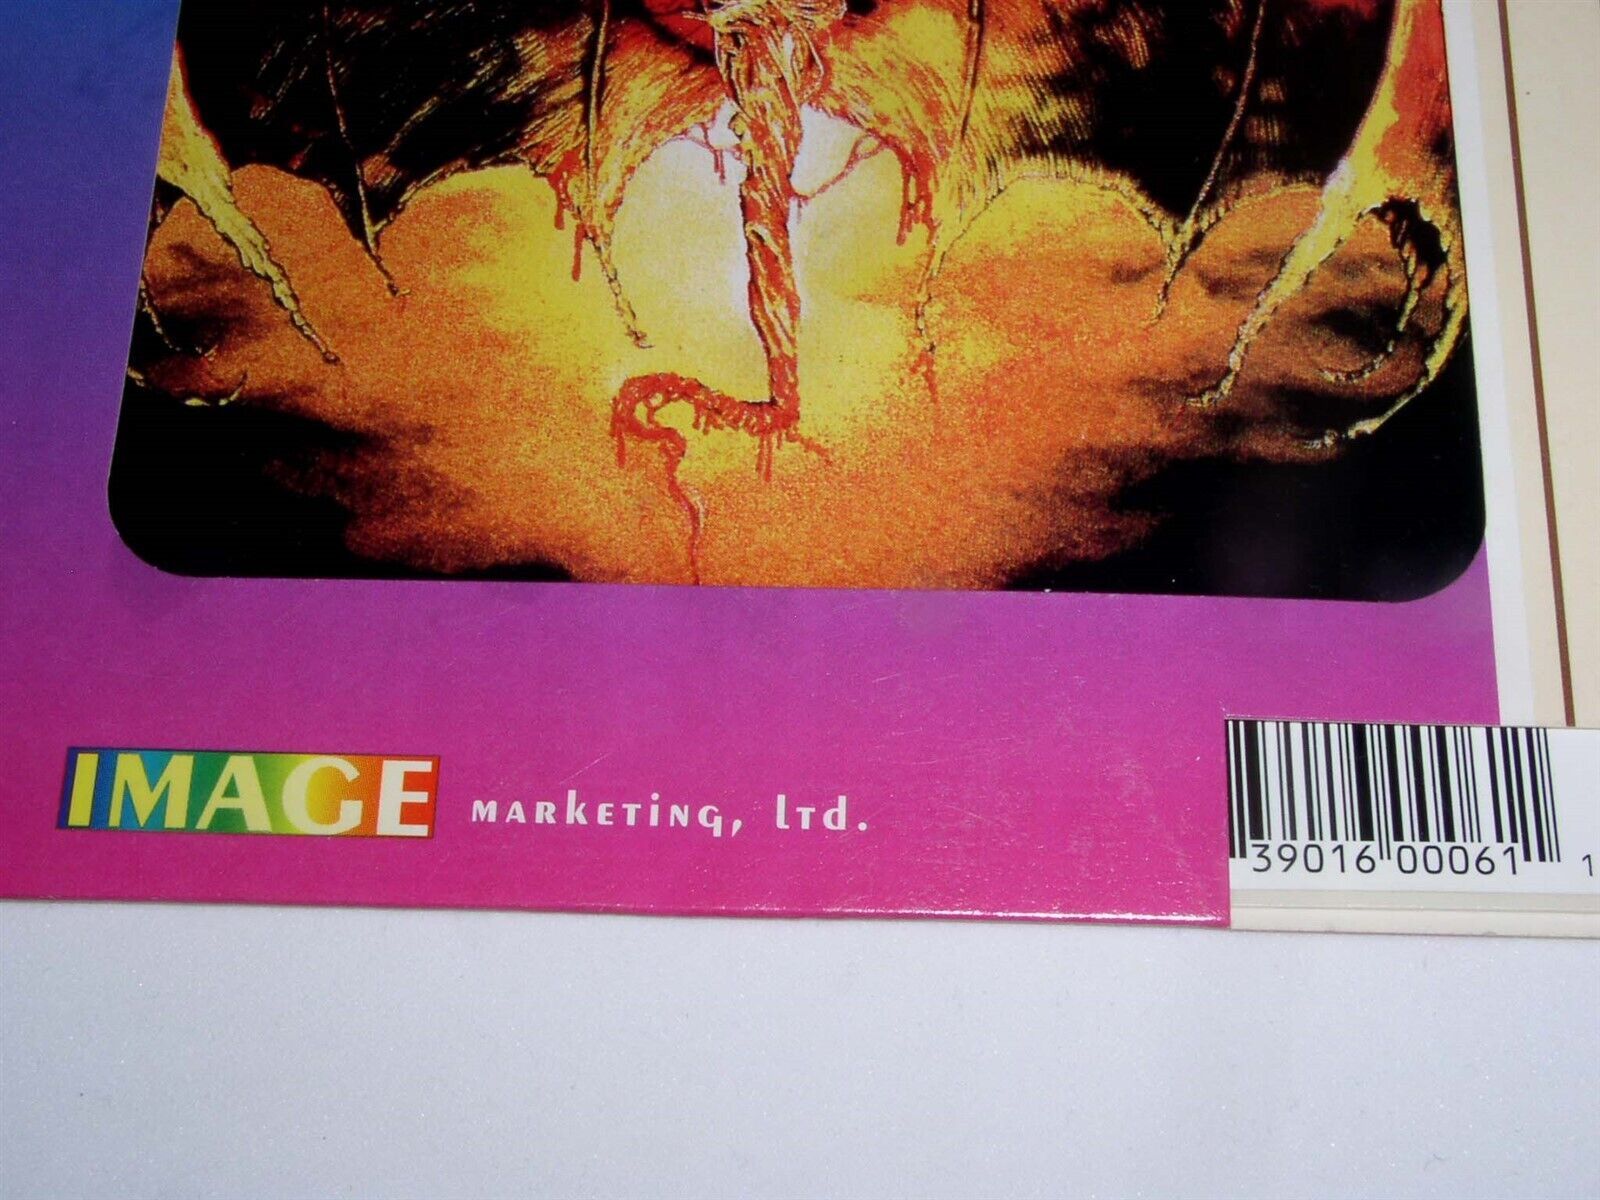 IMAGE MARKETING, LTD.
39016 00061 1